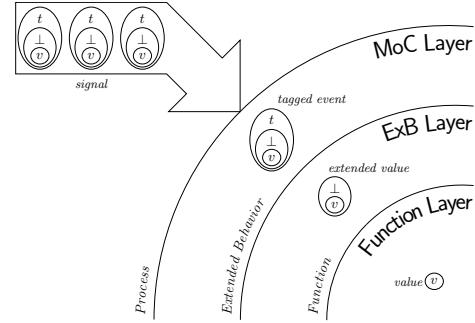 t t t
⊥ ⊥ ⊥
v v v
signal
MoC Layer
tagged event
t
⊥
v
ExB Layer
extended value
⊥
v
Function Layer
Process
Extended Behavior
Function
value v